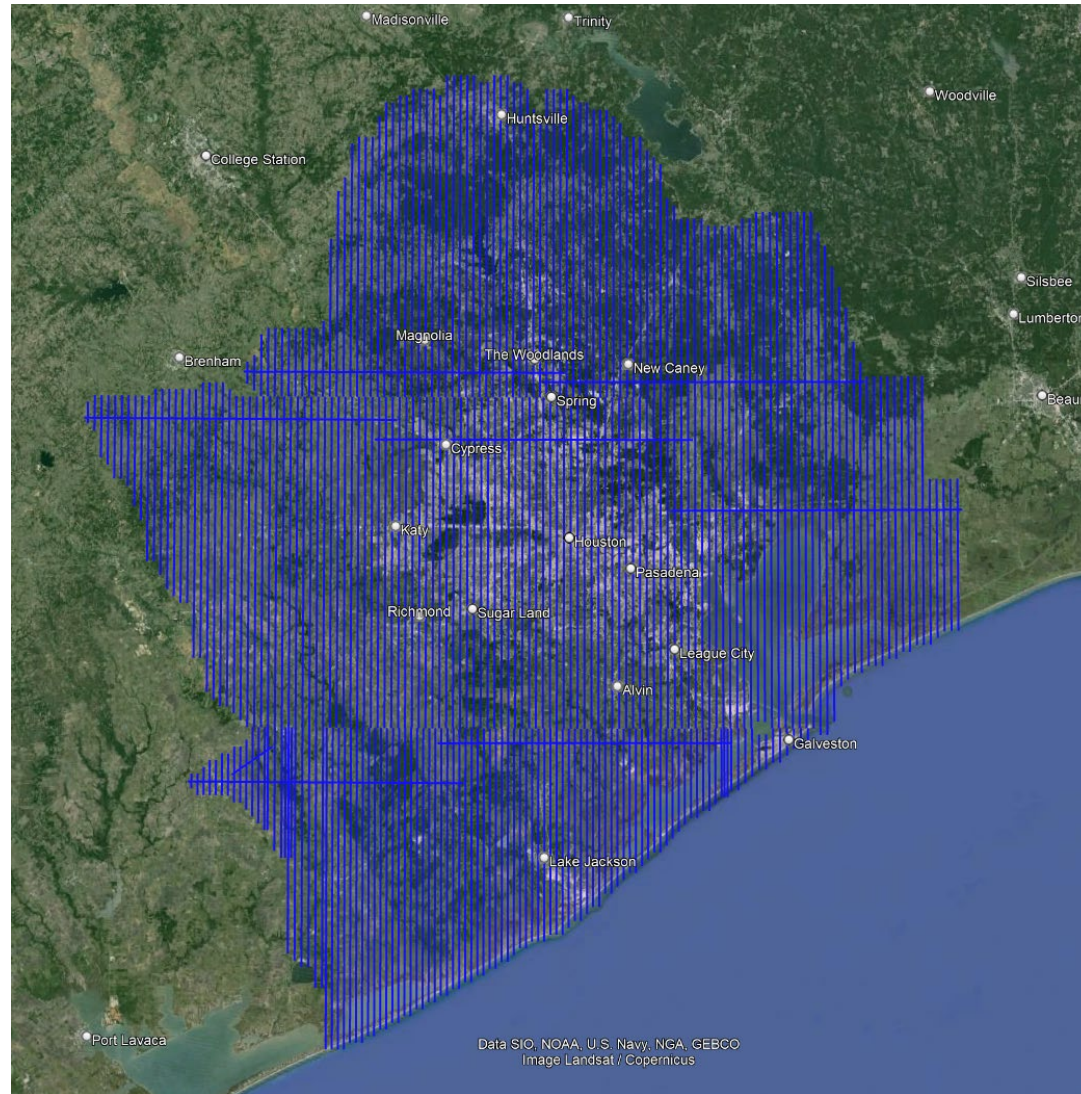 Madisonville
Trinity
Woodville
Huntsville
College Station
Silsbee
Lumberton
Magnolia
The Woodlands
Brenham
New Caney
Spring
Cypress
Katy
Houston
Pasadena
Richmond
Sugar Land
League City
Alvin
Galveston
Lake Jackson
Port Lavaca
Data SIO, NOAA, U.S. Navy, NGA, GEBCO
Image Landsat / Copernicus